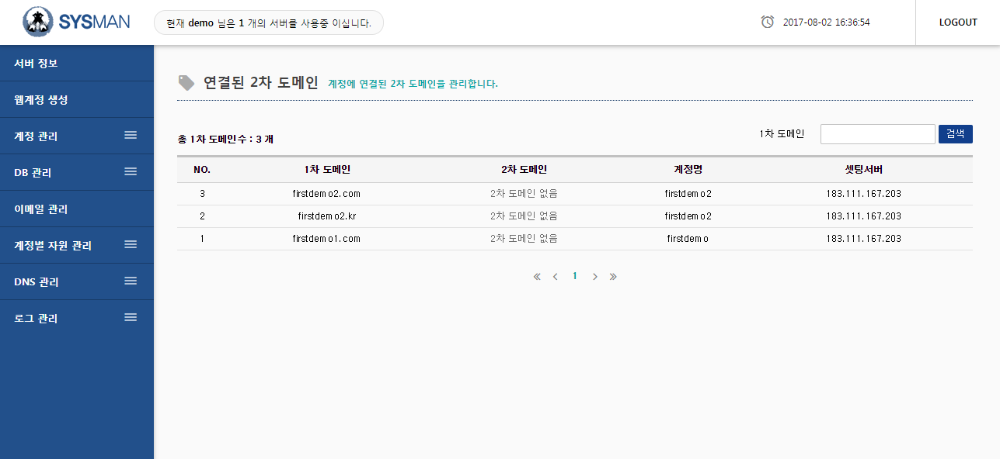 SYSMAN
현재 demo 님은 1 개의 서버를 사용중 이십니다.
2017-08-02 16:36:54
LOGOUT
서버 정보
웹계정 생성
계정 관리
DB 관리
이메일 관리
계정별 자원 관리
DNS 관리
로그 관리
연결된 2차 도메인 계정에 연결된 2차 도메인을 관리합니다.
총 1차 도메인수 : 3 개
1차 도메인 검색
NO. 1차 도메인 2차 도메인 계정명 셋팅서버
3 firstdemo2.com 2차 도메인 없음 firstdemo2 183.111.167.203
2 firstdemo2.kr 2차 도메인 없음 firstdemo2 183.111.167.203
1 firstdemo1.com 2차 도메인 없음 firstdemo 183.111.167.203
« ‹ 1 › »